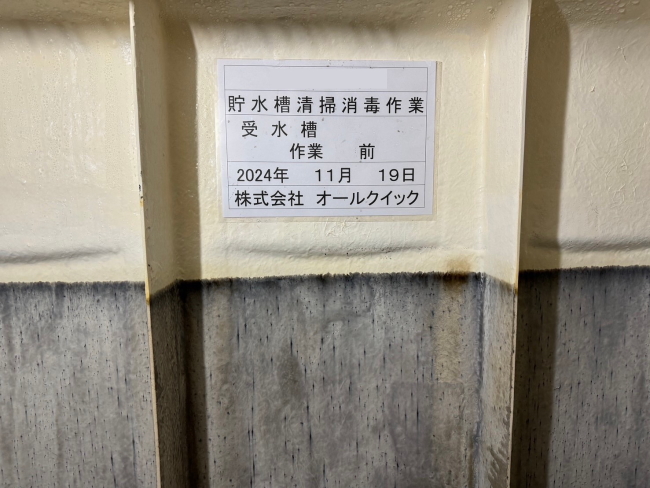 貯水槽清掃消毒作業
受水槽
作業 前
2024年 11月 19日
株式会社 オールクイック